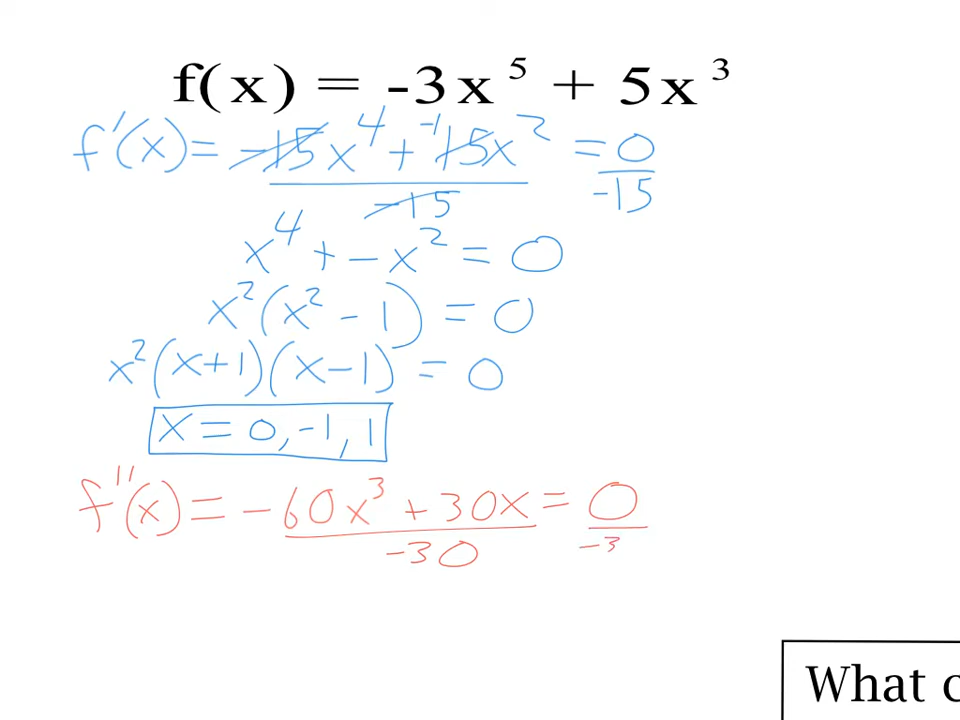 f(x) = -3x⁵ + 5x³
f'(x) = -15x⁴ + -1 15x² = 0
-15 -15
x⁴ + -x² = 0
x²(x² - 1) = 0
x²(x+1)(x-1) = 0
x = 0, -1, 1
f''(x) = -60x³ + 30x = 0
-30 -3
What